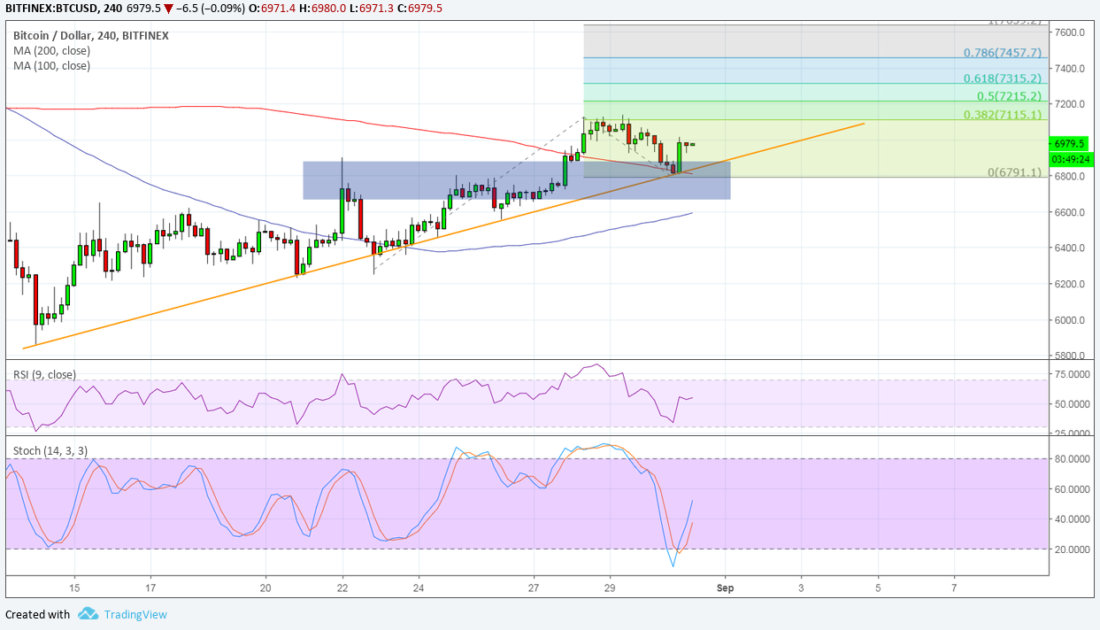 BITFINEX:BTCUSD, 240 6979.5 ▼ −6.5 (−0.09%) O:6971.4 H:6980.0 L:6971.3 C:6979.5
Bitcoin / Dollar, 240, BITFINEX
MA (200, close)
MA (100, close)
7600.0
0.786(7457.7)
7400.0
0.618(7315.2)
0.5(7215.2)
7200.0
0.382(7115.1)
6979.5
03:49:24
0(6791.1)
6800.0
6600.0
6400.0
6200.0
6000.0
5800.0
RSI (9, close)
75.0000
50.0000
25.0000
Stoch (14, 3, 3)
80.0000
60.0000
40.0000
20.0000
15 17 20 22 24 27 29 Sep 3 5 7
Created with TradingView